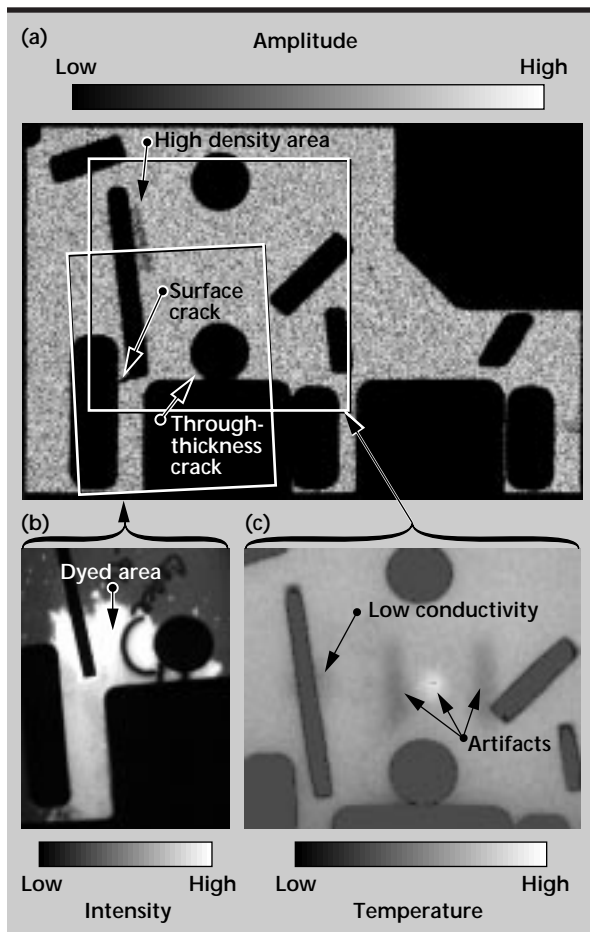 (a)
Amplitude
Low High
High density area
Surface
crack
Through-
thickness
crack
(b) (c)
Dyed area
Low conductivity
Artifacts
Low High Low High
Intensity Temperature